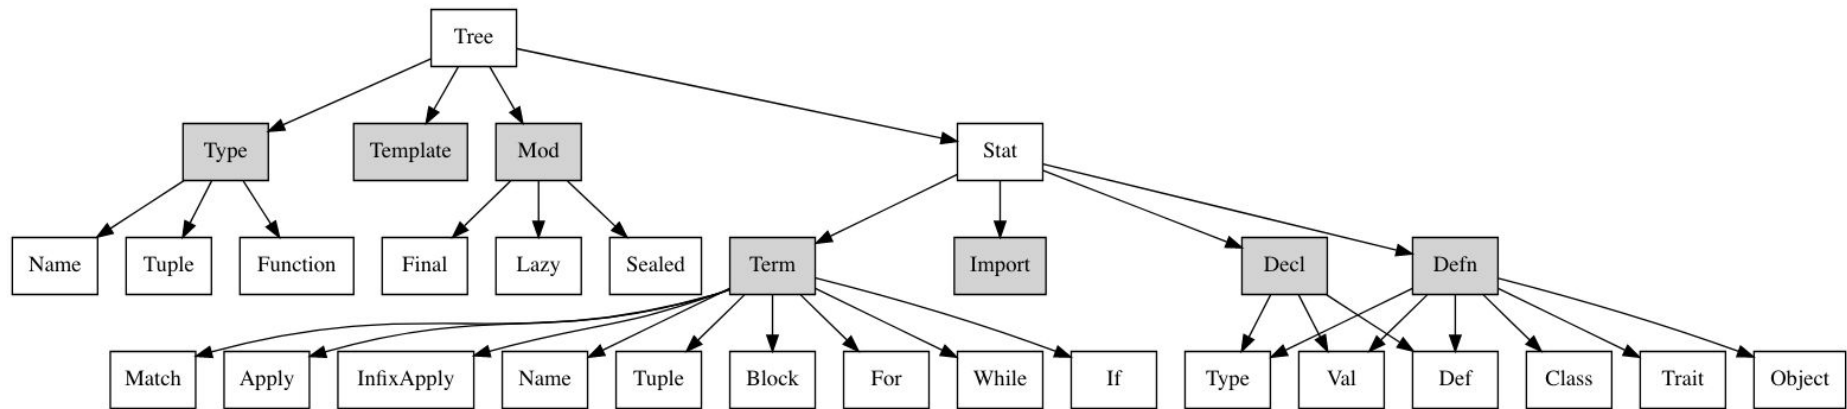 Tree
Type
Template
Mod
Stat
Name
Tuple
Function
Final
Lazy
Sealed
Term
Import
Decl
Defn
Match
Apply
InfixApply
Name
Tuple
Block
For
While
If
Type
Val
Def
Class
Trait
Object